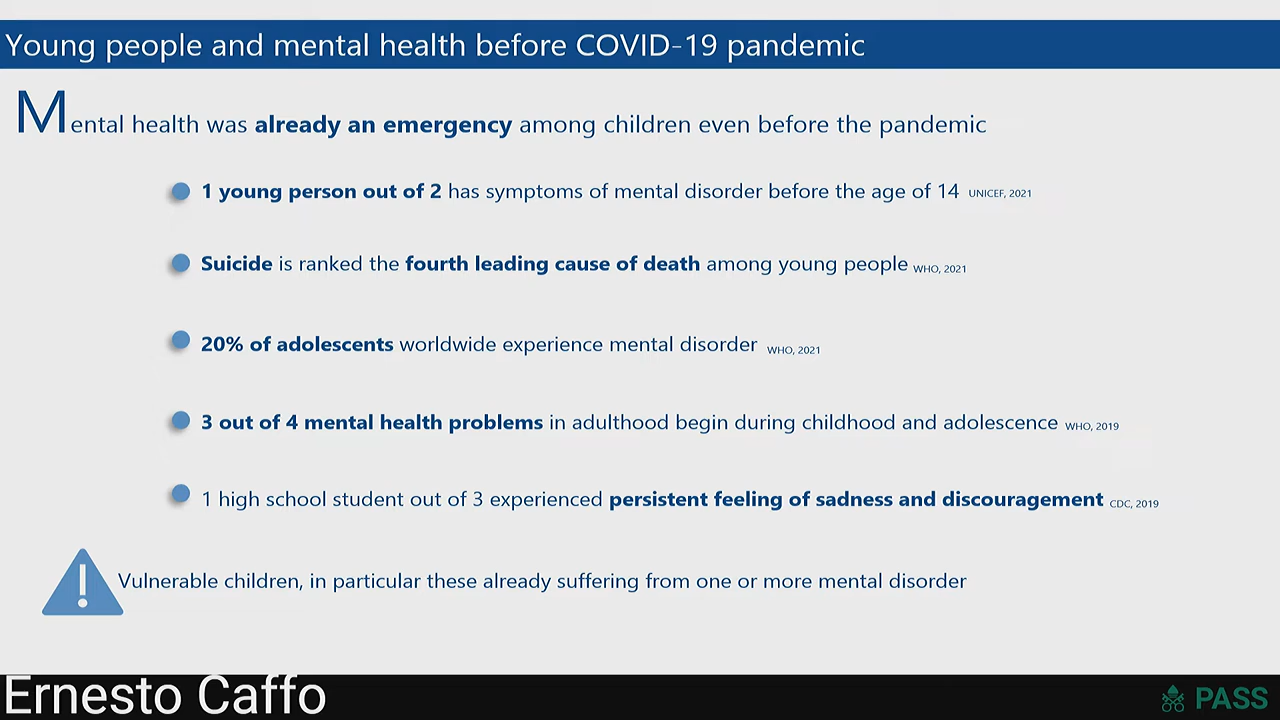 Young people and mental health before COVID-19 pandemic
Mental health was already an emergency among children even before the pandemic
1 young person out of 2 has symptoms of mental disorder before the age of 14 UNICEF, 2021
Suicide is ranked the fourth leading cause of death among young people WHO, 2021
20% of adolescents worldwide experience mental disorder WHO, 2021
3 out of 4 mental health problems in adulthood begin during childhood and adolescence WHO, 2019
1 high school student out of 3 experienced persistent feeling of sadness and discouragement CDC, 2019
! Vulnerable children, in particular these already suffering from one or more mental disorder
Ernesto Caffo
PASS